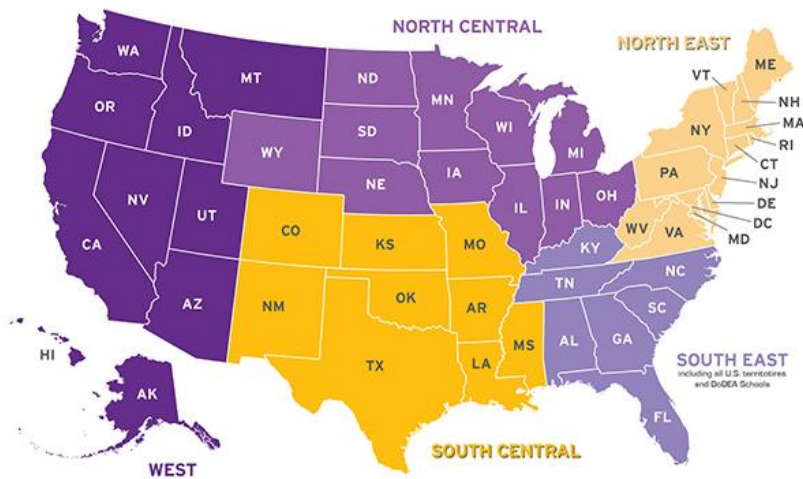 NORTH CENTRAL
NORTH EAST
WA
MT
ND
MN
ME
VT
NH
OR
ID
SD
WI
MI
NY
MA
RI
WY
IA
PA
CT
NV
NE
IL
IN
OH
NJ
UT
DE
CA
CO
KS
MO
WV
VA
DC
KY
MD
AZ
NM
OK
AR
TN
NC
SC
HI
TX
LA
MS
AL
GA
SOUTH EAST
including all U.S. territotires
and DoDEA Schools
AK
FL
SOUTH CENTRAL
WEST